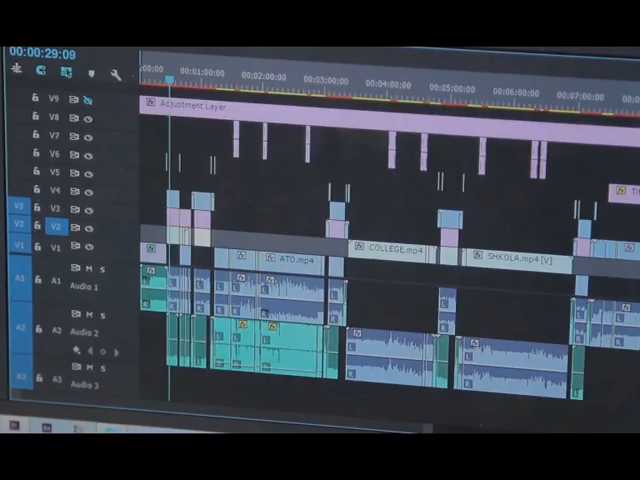 00:00:29:09
:00:00
00:01:00:00
00:02:00:00
00:03:00:00
00:04:00:00
00:05:00:00
00:06:00:00
00:07:00:00
V9
Adjustment Layer
V8
V7
V6
V5
V4
V3 V3
V2 V2
V1 V1
COLLEGE.mp4
SHKOLA.mp4 [V]
ATO.mp4
A1 A1 M S
Audio 1
A2 A2 M S
Audio 2
A3 A3 M S
Audio 3